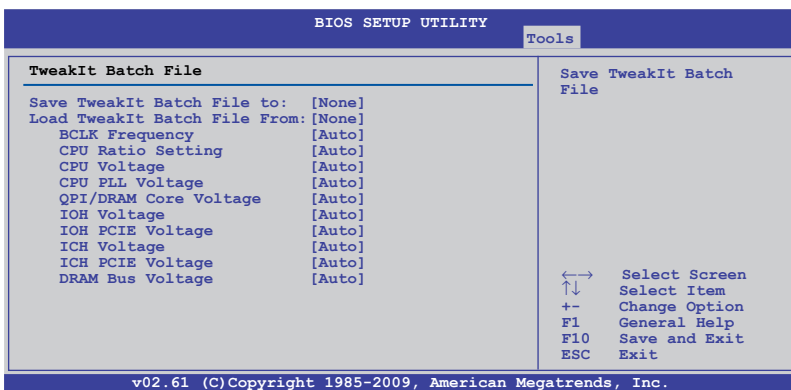 BIOS SETUP UTILITY
Tools
TweakIt Batch File
Save TweakIt Batch File to: [None]
Load TweakIt Batch File From: [None]
BCLK Frequency [Auto]
CPU Ratio Setting [Auto]
CPU Voltage [Auto]
CPU PLL Voltage [Auto]
QPI/DRAM Core Voltage [Auto]
IOH Voltage [Auto]
IOH PCIE Voltage [Auto]
ICH Voltage [Auto]
ICH PCIE Voltage [Auto]
DRAM Bus Voltage [Auto]
Save TweakIt Batch
File
←→ Select Screen
↑↓ Select Item
+- Change Option
F1 General Help
F10 Save and Exit
ESC Exit
v02.61 (C)Copyright 1985-2009, American Megatrends, Inc.